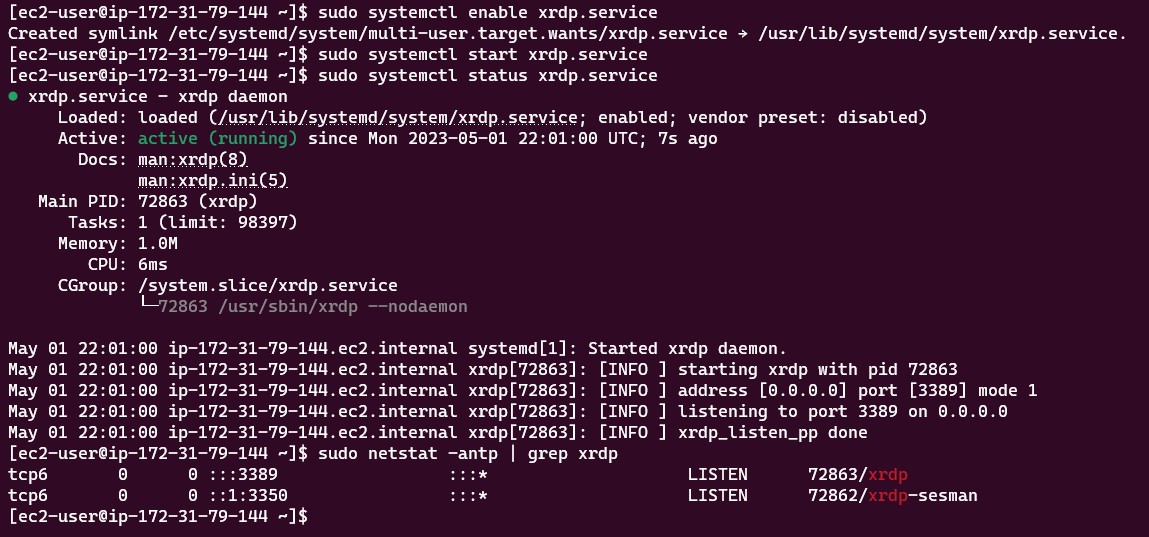 [ec2-user@ip-172-31-79-144 ~]$ sudo systemctl enable xrdp.service
Created symlink /etc/systemd/system/multi-user.target.wants/xrdp.service → /usr/lib/systemd/system/xrdp.service.
[ec2-user@ip-172-31-79-144 ~]$ sudo systemctl start xrdp.service
[ec2-user@ip-172-31-79-144 ~]$ sudo systemctl status xrdp.service
● xrdp.service - xrdp daemon
     Loaded: loaded (/usr/lib/systemd/system/xrdp.service; enabled; vendor preset: disabled)
     Active: active (running) since Mon 2023-05-01 22:01:00 UTC; 7s ago
       Docs: man:xrdp(8)
             man:xrdp.ini(5)
   Main PID: 72863 (xrdp)
      Tasks: 1 (limit: 98397)
     Memory: 1.0M
        CPU: 6ms
     CGroup: /system.slice/xrdp.service
             └─72863 /usr/sbin/xrdp --nodaemon

May 01 22:01:00 ip-172-31-79-144.ec2.internal systemd[1]: Started xrdp daemon.
May 01 22:01:00 ip-172-31-79-144.ec2.internal xrdp[72863]: [INFO ] starting xrdp with pid 72863
May 01 22:01:00 ip-172-31-79-144.ec2.internal xrdp[72863]: [INFO ] address [0.0.0.0] port [3389] mode 1
May 01 22:01:00 ip-172-31-79-144.ec2.internal xrdp[72863]: [INFO ] listening to port 3389 on 0.0.0.0
May 01 22:01:00 ip-172-31-79-144.ec2.internal xrdp[72863]: [INFO ] xrdp_listen_pp done
[ec2-user@ip-172-31-79-144 ~]$ sudo netstat -antp | grep xrdp
tcp6       0      0 :::3389                 :::*                    LISTEN      72863/xrdp
tcp6       0      0 ::1:3350                :::*                    LISTEN      72862/xrdp-sesman
[ec2-user@ip-172-31-79-144 ~]$